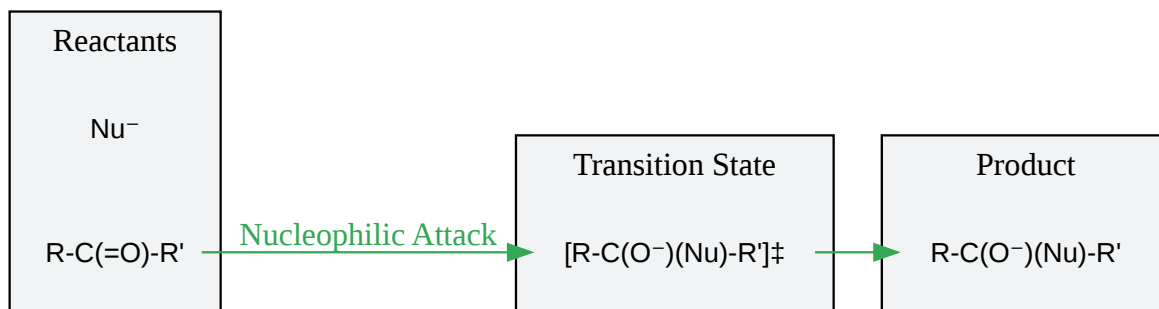 Reactants
Nu⁻
R-C(=O)-R'
Nucleophilic Attack
Transition State
[R-C(O⁻)(Nu)-R']‡
Product
R-C(O⁻)(Nu)-R'